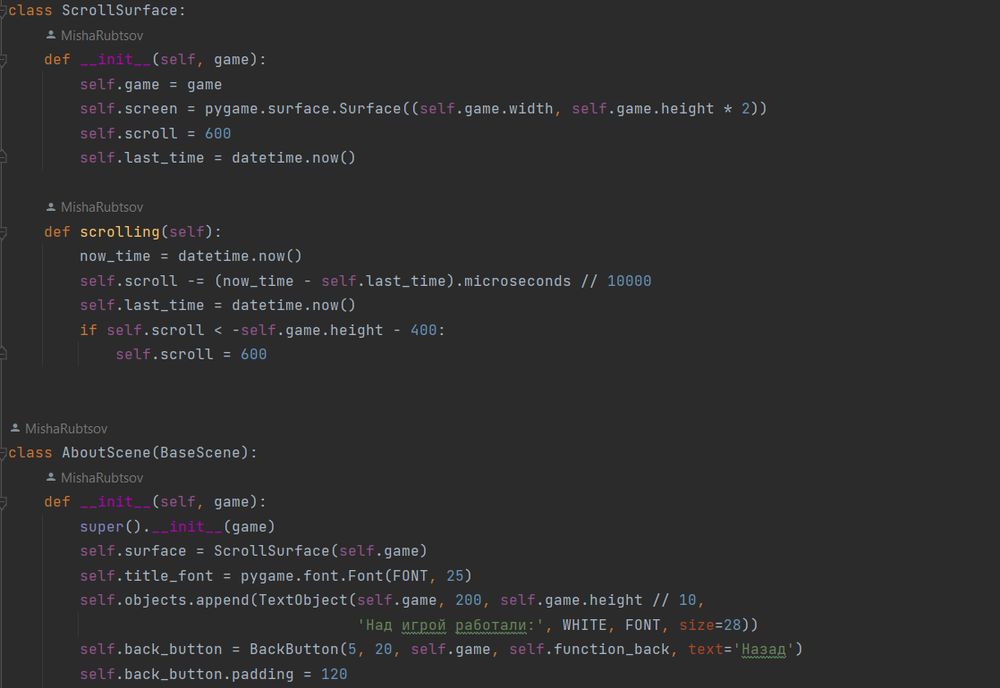 class ScrollSurface:
MishaRubtsov
def __init__(self, game):
self.game = game
self.screen = pygame.surface.Surface((self.game.width, self.game.height * 2))
self.scroll = 600
self.last_time = datetime.now()
MishaRubtsov
def scrolling(self):
now_time = datetime.now()
self.scroll -= (now_time - self.last_time).microseconds // 10000
self.last_time = datetime.now()
if self.scroll < -self.game.height - 400:
self.scroll = 600
MishaRubtsov
class AboutScene(BaseScene):
MishaRubtsov
def __init__(self, game):
super().__init__(game)
self.surface = ScrollSurface(self.game)
self.title_font = pygame.font.Font(FONT, 25)
self.objects.append(TextObject(self.game, 200, self.game.height // 10,
'Над игрой работали:', WHITE, FONT, size=28))
self.back_button = BackButton(5, 20, self.game, self.function_back, text='Назад')
self.back_button.padding = 120